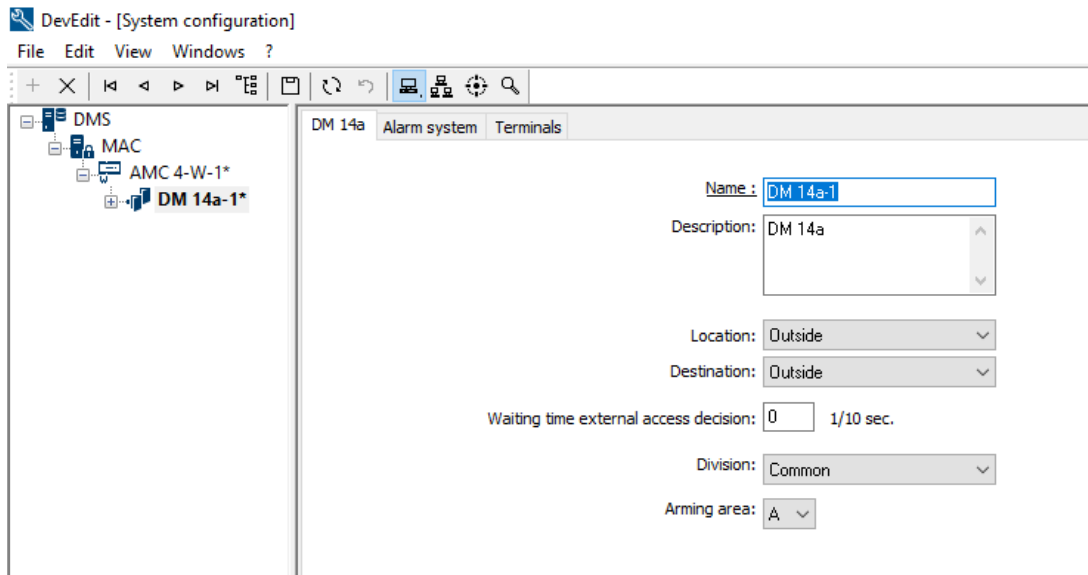 DevEdit - [System configuration]
File Edit View Windows ?
DMS
MAC
AMC 4-W-1*
DM 14a-1*
DM 14a Alarm system Terminals
Name : DM 14a-1
Description: DM 14a
Location: Outside
Destination: Outside
Waiting time external access decision: 0 1/10 sec.
Division: Common
Arming area: A